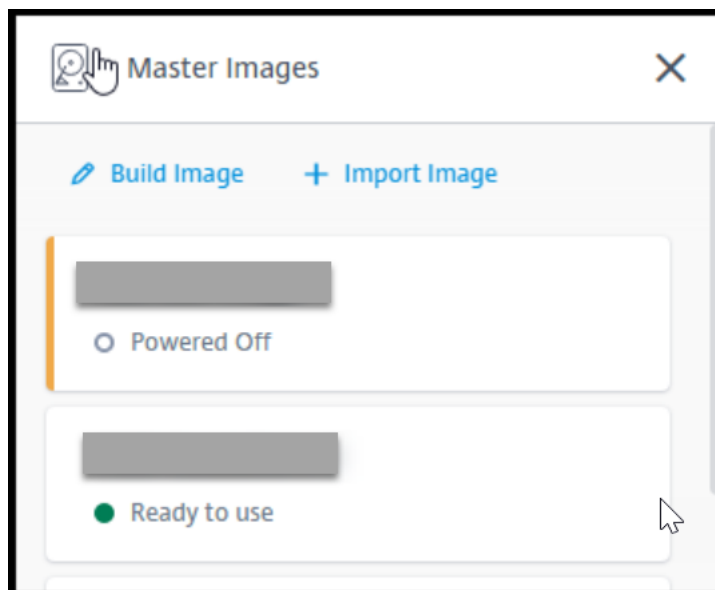 Master Images
Build Image
Import Image
Powered Off
Ready to use